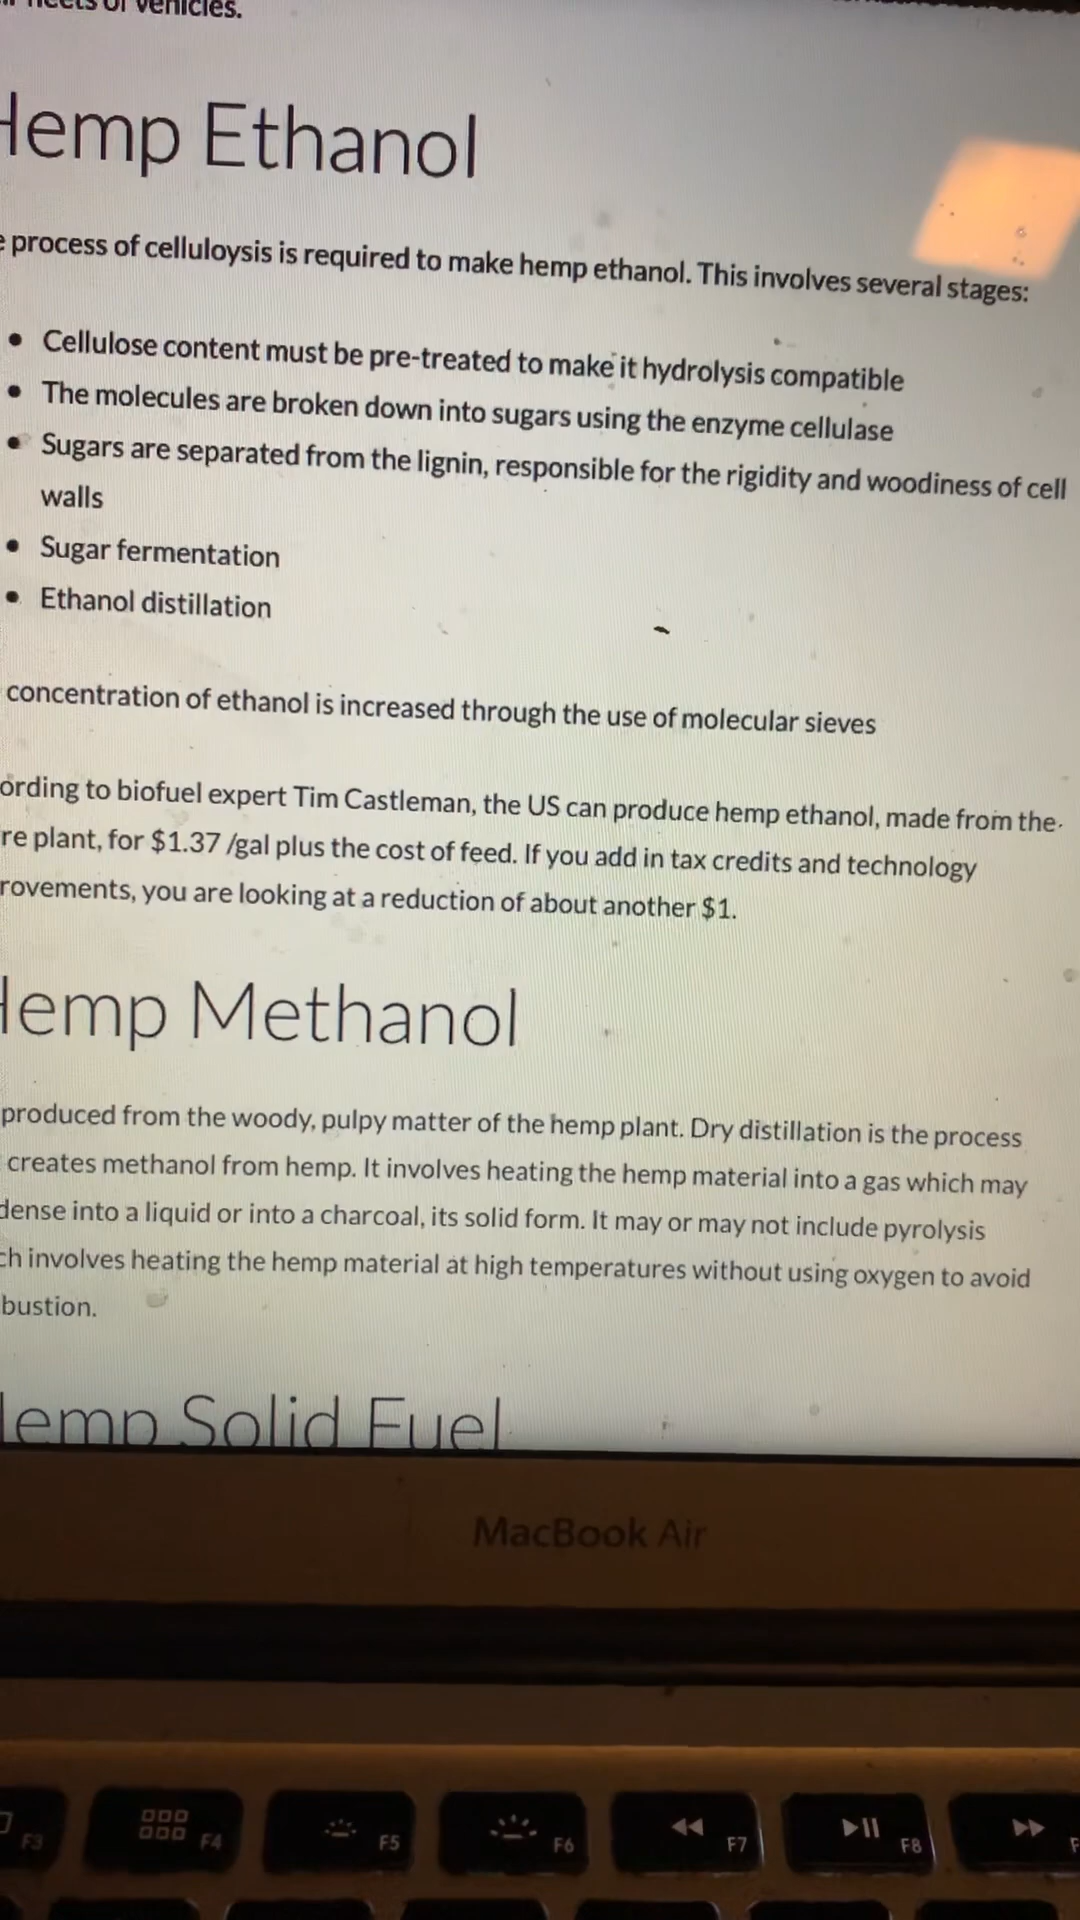 fleets of vehicles.
Hemp Ethanol
process of celluloysis is required to make hemp ethanol. This involves several stages:
• Cellulose content must be pre-treated to make it hydrolysis compatible
• The molecules are broken down into sugars using the enzyme cellulase
• Sugars are separated from the lignin, responsible for the rigidity and woodiness of cell
walls
• Sugar fermentation
• Ethanol distillation
concentration of ethanol is increased through the use of molecular sieves
ording to biofuel expert Tim Castleman, the US can produce hemp ethanol, made from the
re plant, for $1.37 /gal plus the cost of feed. If you add in tax credits and technology
rovements, you are looking at a reduction of about another $1.
Hemp Methanol
produced from the woody, pulpy matter of the hemp plant. Dry distillation is the process
creates methanol from hemp. It involves heating the hemp material into a gas which may
dense into a liquid or into a charcoal, its solid form. It may or may not include pyrolysis
ch involves heating the hemp material at high temperatures without using oxygen to avoid
bustion.
Hemp Solid Fuel
MacBook Air
F3 F4 F5 F6 F7 F8 F